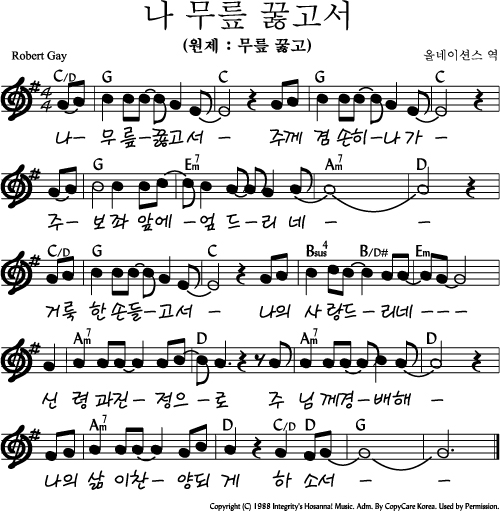 나 무릎 꿇고서
(원제 : 무릎 꿇고)
Robert Gay 올네이션스 역
C/D G C G C
나- 무릎-꿇고서 - 주께 겸손히-나가 -
G Em7 Am7 D
주- 보좌 앞에-엎드-리네- - -
C/D G C Bsus4 B/D# Em
거룩 한손들-고서- 나의 사랑드-리네---
Am7 D Am7
신령과진-정으-로 주님께경-배해-
Am7 D C/D D G
나의 삶 이찬- 양되게 하 소서- -
Copyright (C) 1988 Integrity's Hosanna! Music. Adm. By CopyCare Korea. Used by Permission.